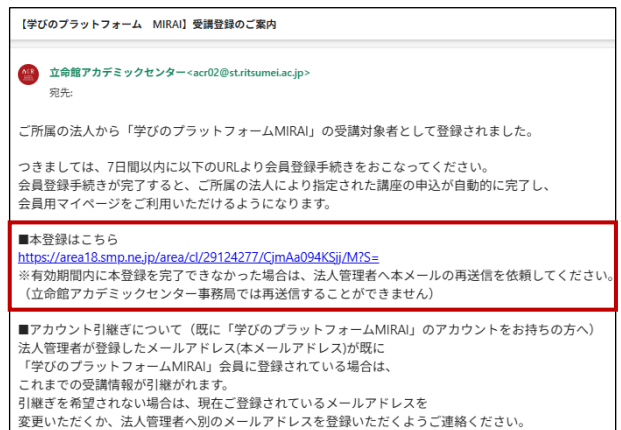 【学びのプラットフォーム　MIRAI】受講登録のご案内
A|R
立命館アカデミックセンター<acr02@st.ritsumei.ac.jp>
宛先:
ご所属の法人から「学びのプラットフォームMIRAI」の受講対象者として登録されました。
つきましては、7日間以内に以下のURLより会員登録手続きをおこなってください。
会員登録手続きが完了すると、ご所属の法人により指定された講座の申込が自動的に完了し、
会員用マイページをご利用いただけるようになります。
■本登録はこちら
https://area18.smp.ne.jp/area/cl/29124277/CjmAa094KSjj/M?S=
※有効期間内に本登録を完了できなかった場合は、法人管理者へ本メールの再送信を依頼してください。
（立命館アカデミックセンター事務局では再送信することができません）
■アカウント引継ぎについて（既に「学びのプラットフォームMIRAI」のアカウントをお持ちの方へ）
法人管理者が登録したメールアドレス(本メールアドレス)が既に
「学びのプラットフォームMIRAI」会員に登録されている場合は、
これまでの受講情報が引継がれます。
引継ぎを希望されない場合は、現在ご登録されているメールアドレスを
変更いただくか、法人管理者へ別のメールアドレスを登録いただくようご連絡ください。